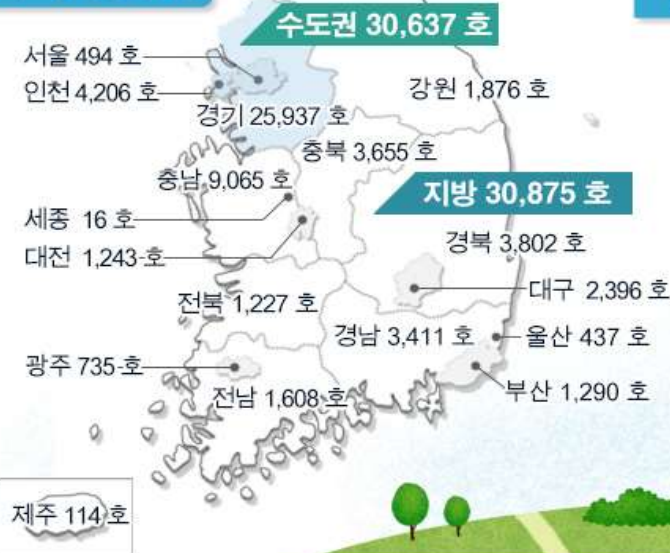 수도권 30,637 호
서울 494 호
인천 4,206 호
강원 1,876 호
경기 25,937 호
충북 3,655 호
충남 9,065 호
지방 30,875 호
세종 16 호
경북 3,802 호
대전 1,243 호
대구 2,396 호
전북 1,227 호
경남 3,411 호
울산 437 호
광주 735 호
부산 1,290 호
전남 1,608 호
제주 114 호